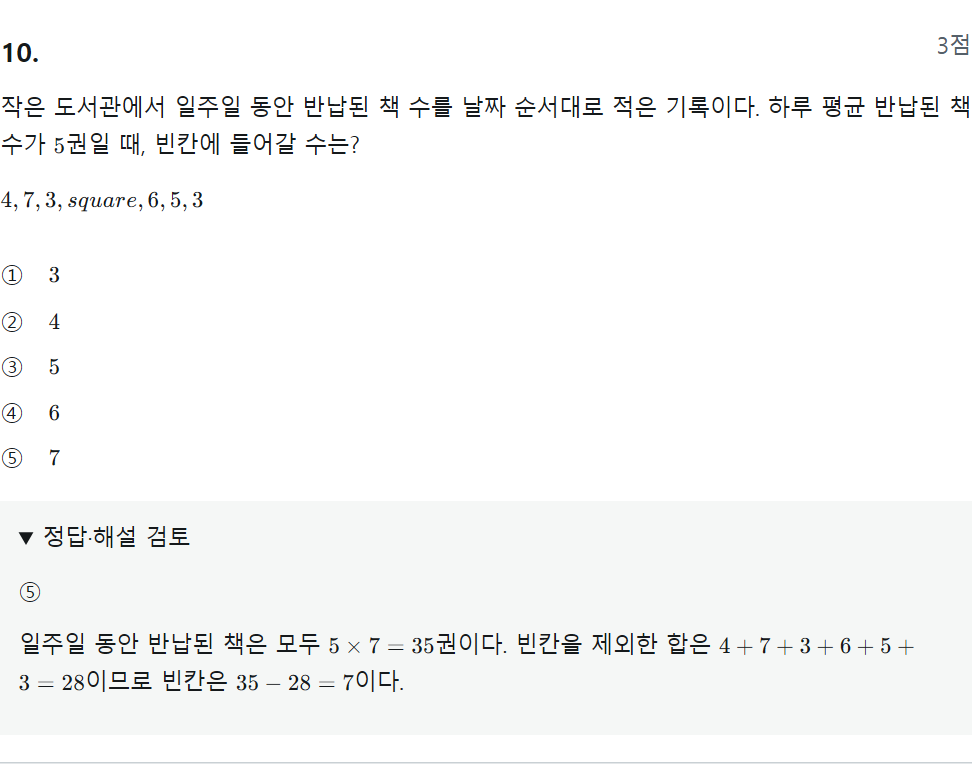 10.
3점
작은 도서관에서 일주일 동안 반납된 책 수를 날짜 순서대로 적은 기록이다. 하루 평균 반납된 책
수가 5권일 때, 빈칸에 들어갈 수는?
4, 7, 3, square, 6, 5, 3
① 3
② 4
③ 5
④ 6
⑤ 7
▼ 정답·해설 검토
⑤
일주일 동안 반납된 책은 모두 5 × 7 = 35권이다. 빈칸을 제외한 합은 4 + 7 + 3 + 6 + 5 +
3 = 28이므로 빈칸은 35 − 28 = 7이다.